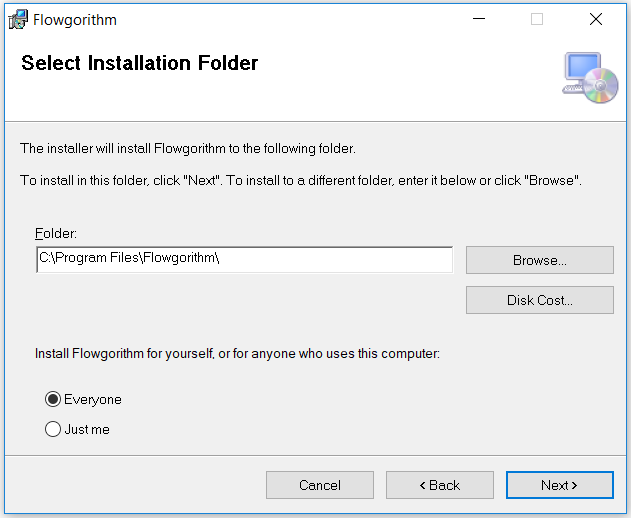 Flowgorithm
Select Installation Folder
The installer will install Flowgorithm to the following folder.
To install in this folder, click "Next". To install to a different folder, enter it below or click "Browse".
Folder:
C:\Program Files\Flowgorithm\
Browse...
Disk Cost...
Install Flowgorithm for yourself, or for anyone who uses this computer:
Everyone
Just me
Cancel
< Back
Next >